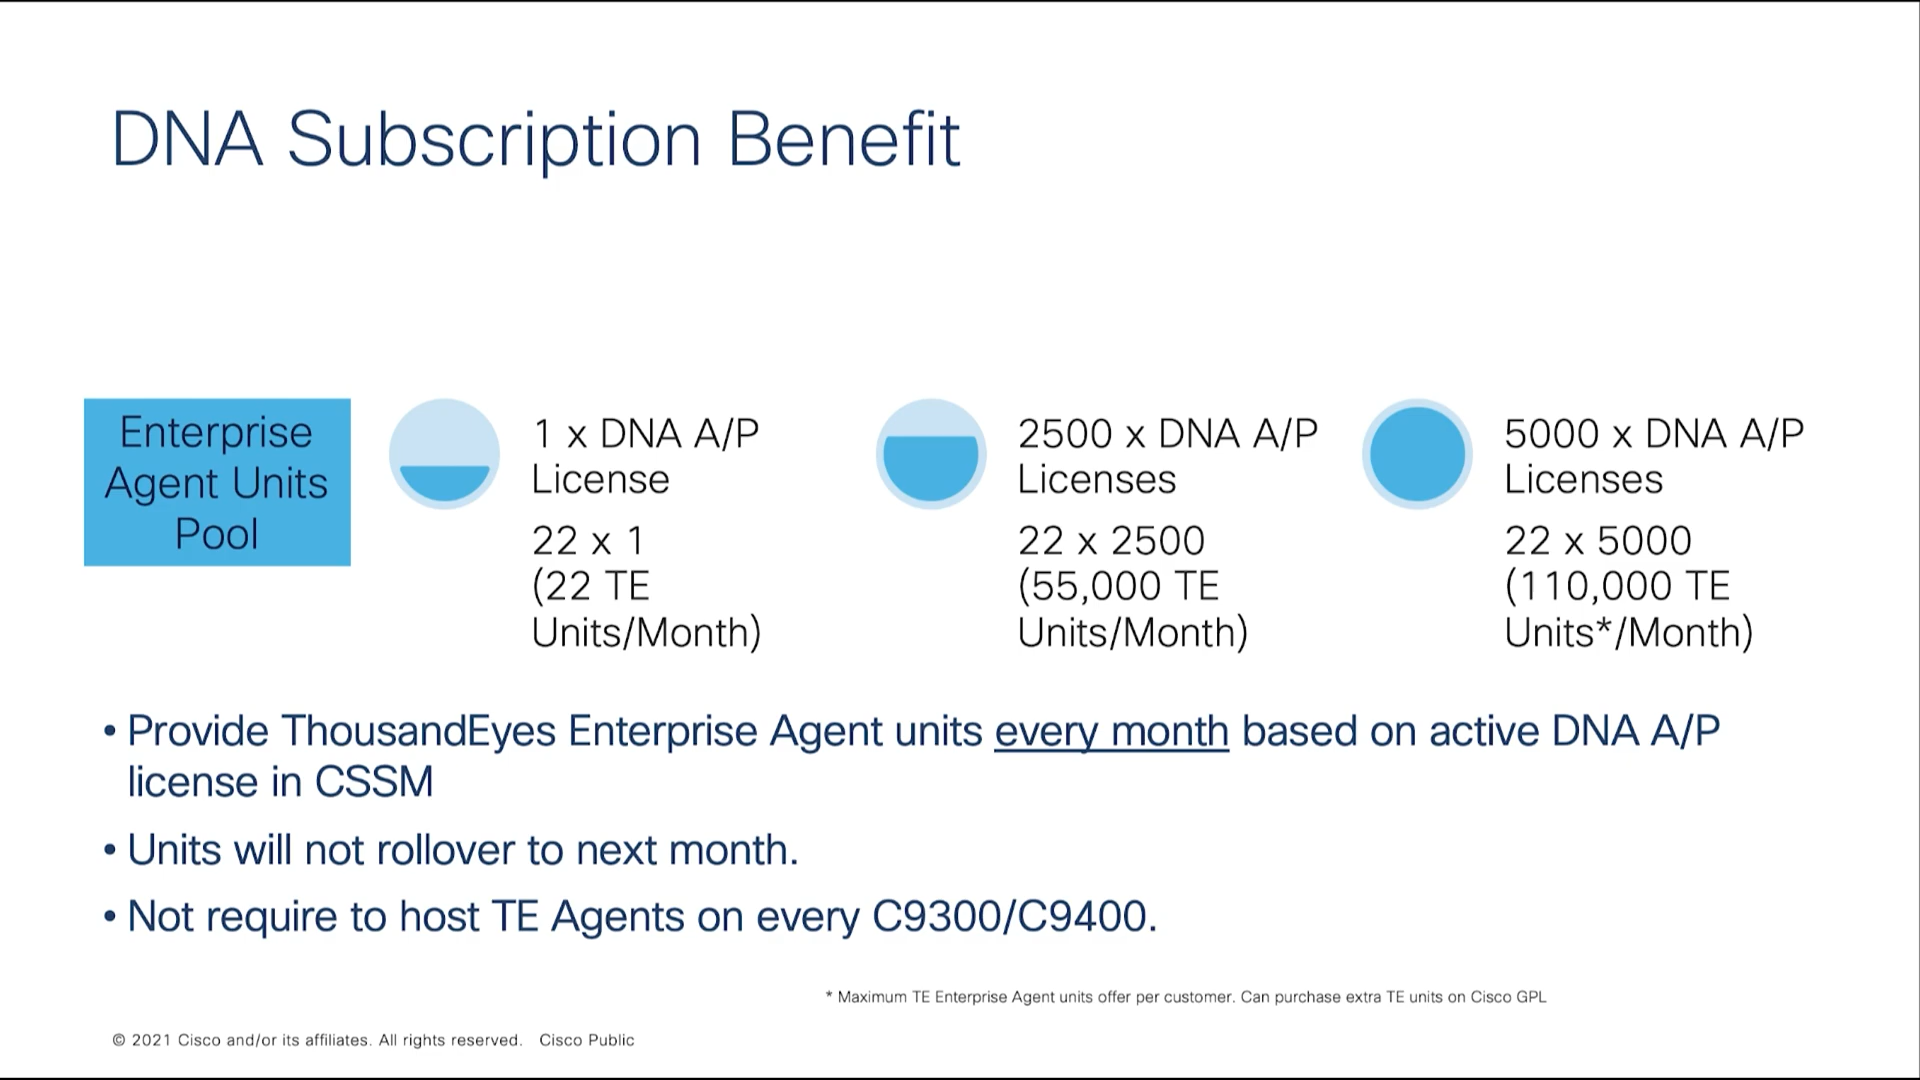 DNA Subscription Benefit
Enterprise
Agent Units
Pool
1 x DNA A/P
License
22 x 1
(22 TE
Units/Month)
2500 x DNA A/P
Licenses
22 x 2500
(55,000 TE
Units/Month)
5000 x DNA A/P
Licenses
22 x 5000
(110,000 TE
Units*/Month)
• Provide ThousandEyes Enterprise Agent units every month based on active DNA A/P
license in CSSM
• Units will not rollover to next month.
• Not require to host TE Agents on every C9300/C9400.
* Maximum TE Enterprise Agent units offer per customer. Can purchase extra TE units on Cisco GPL
© 2021 Cisco and/or its affiliates. All rights reserved. Cisco Public